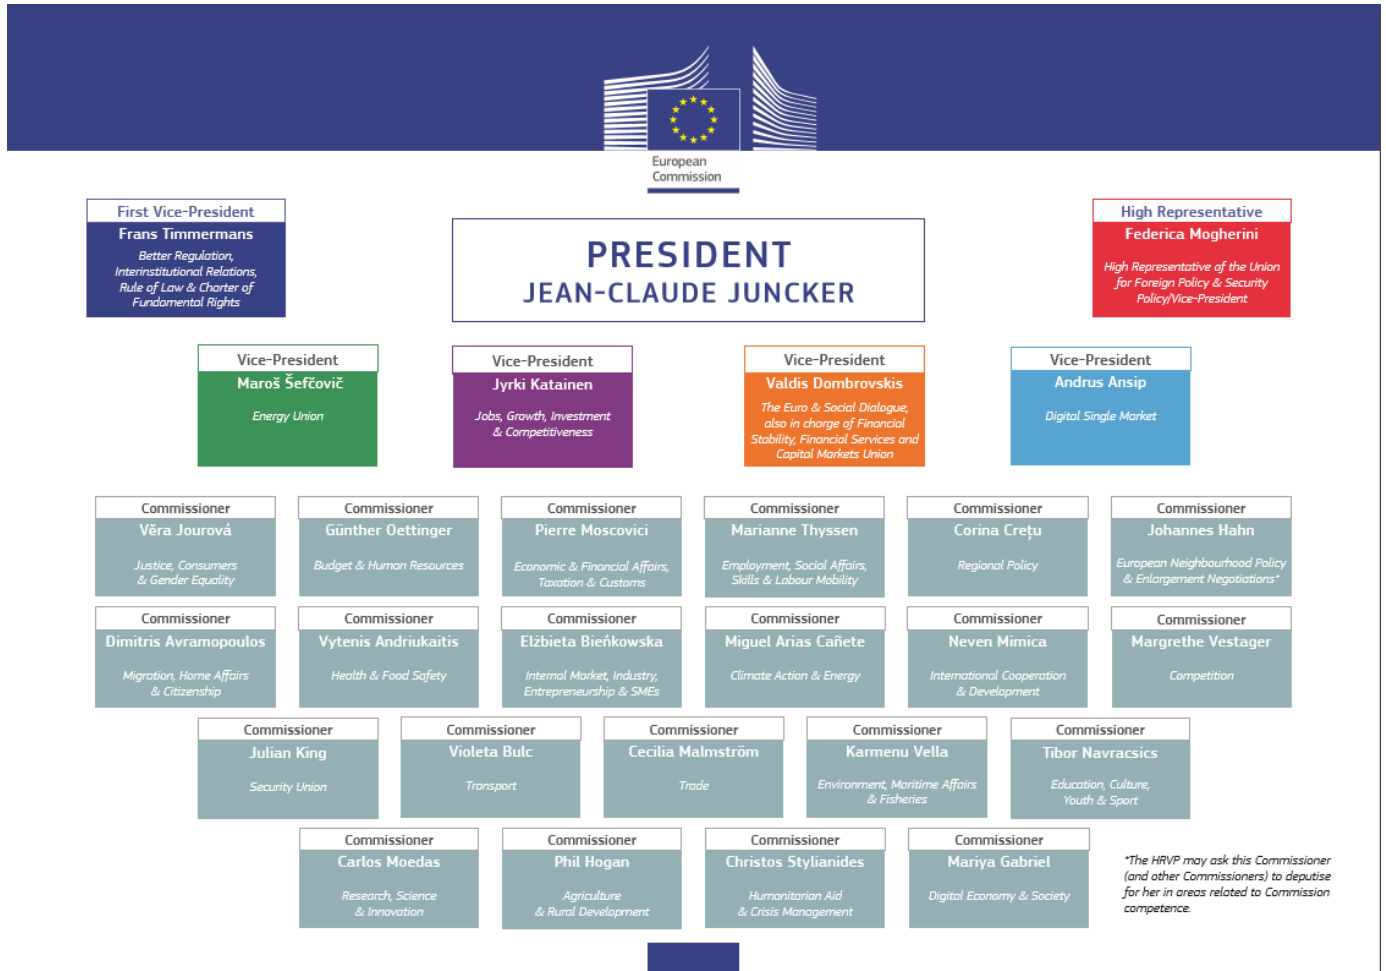 European
Commission
First Vice-President
Frans Timmermans
Better Regulation,
Interinstitutional Relations,
Rule of Law & Charter of
Fundamental Rights
PRESIDENT
JEAN-CLAUDE JUNCKER
High Representative
Federica Mogherini
High Representative of the Union
for Foreign Policy & Security
Policy/Vice-President
Vice-President
Maroš Šefčovič
Energy Union
Vice-President
Jyrki Katainen
Jobs, Growth, Investment
& Competitiveness
Vice-President
Valdis Dombrovskis
The Euro & Social Dialogue,
also in charge of Financial
Stability, Financial Services and
Capital Markets Union
Vice-President
Andrus Ansip
Digital Single Market
Commissioner
Věra Jourová
Justice, Consumers
& Gender Equality
Commissioner
Günther Oettinger
Budget & Human Resources
Commissioner
Pierre Moscovici
Economic & Financial Affairs,
Taxation & Customs
Commissioner
Marianne Thyssen
Employment, Social Affairs,
Skills & Labour Mobility
Commissioner
Corina Crețu
Regional Policy
Commissioner
Johannes Hahn
European Neighbourhood Policy
& Enlargement Negotiations*
Commissioner
Dimitris Avramopoulos
Migration, Home Affairs
& Citizenship
Commissioner
Vytenis Andriukaitis
Health & Food Safety
Commissioner
Elżbieta Bieńkowska
Internal Market, Industry,
Entrepreneurship & SMEs
Commissioner
Miguel Arias Cañete
Climate Action & Energy
Commissioner
Neven Mimica
International Cooperation
& Development
Commissioner
Margrethe Vestager
Competition
Commissioner
Julian King
Security Union
Commissioner
Violeta Bulc
Transport
Commissioner
Cecilia Malmström
Trade
Commissioner
Karmenu Vella
Environment, Maritime Affairs
& Fisheries
Commissioner
Tibor Navracsics
Education, Culture,
Youth & Sport
Commissioner
Carlos Moedas
Research, Science
& Innovation
Commissioner
Phil Hogan
Agriculture
& Rural Development
Commissioner
Christos Stylianides
Humanitarian Aid
& Crisis Management
Commissioner
Mariya Gabriel
Digital Economy & Society
*The HRVP may ask this Commissioner
(and other Commissioners) to deputise
for her in areas related to Commission
competence.